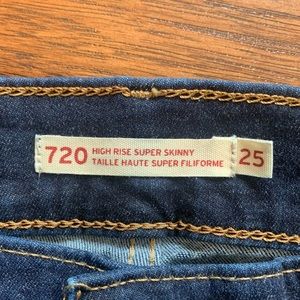 720 HIGH RISE SUPER SKINNY
TAILLE HAUTE SUPER FILIFORME
25